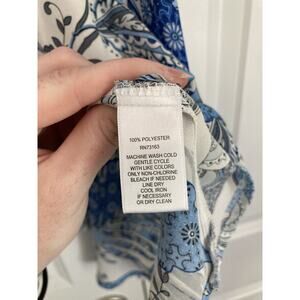 100% POLYESTER
RN73163
MACHINE WASH COLD
GENTLE CYCLE
WITH LIKE COLORS
ONLY NON-CHLORINE
BLEACH IF NEEDED
LINE DRY
COOL IRON
IF NECESSARY
OR DRY CLEAN